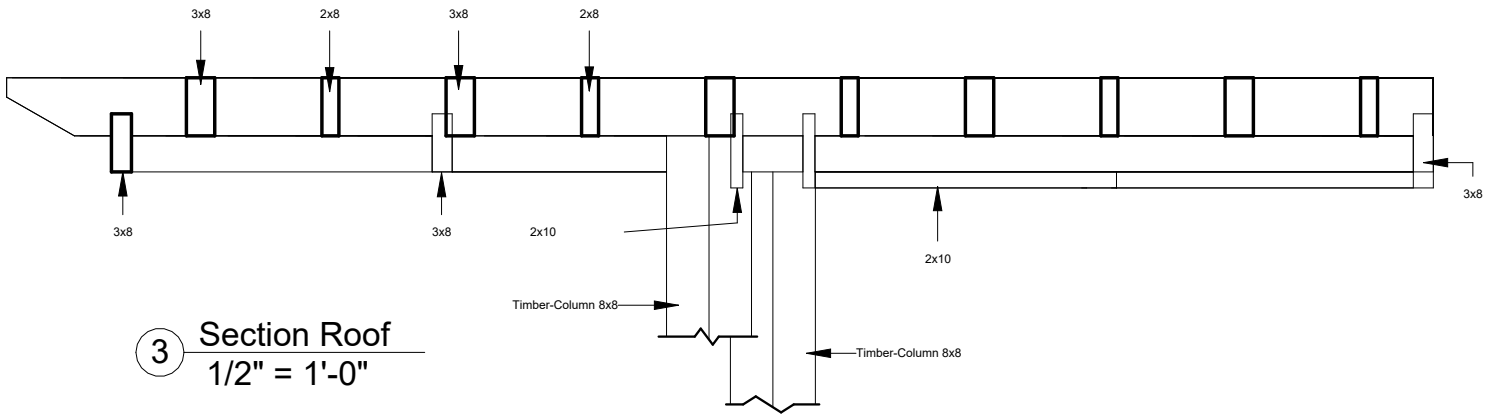 3x8
2x8
3x8
2x8
3x8
3x8
3x8
2x10
2x10
Timber-Column 8x8
Timber-Column 8x8
3
Section Roof
1/2" = 1'-0"